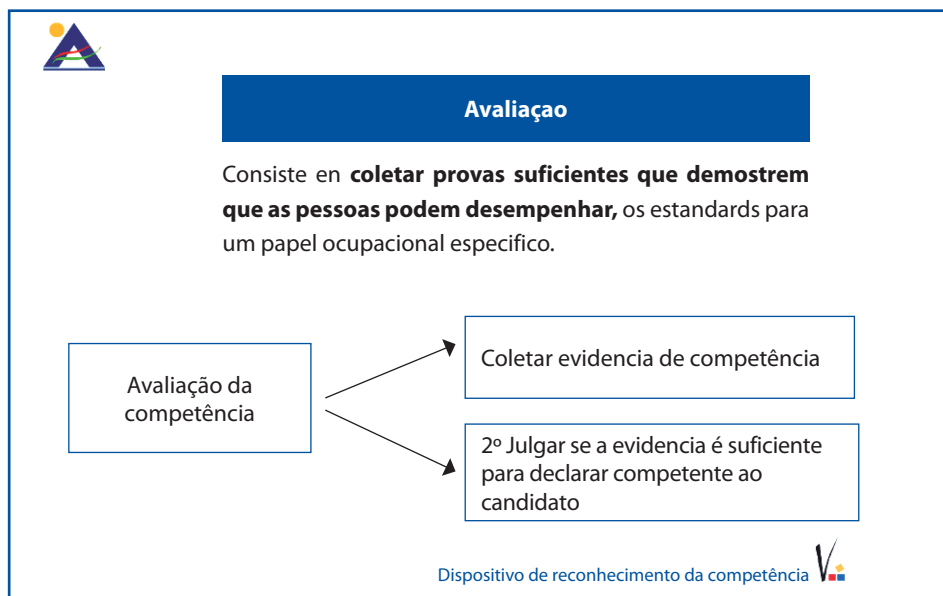 Avaliaçao
Consiste en coletar provas suficientes que demostrem
que as pessoas podem desempenhar, os estandards para
um papel ocupacional especifico.
Avaliação da
competência
Coletar evidencia de competência
2º Julgar se a evidencia é suficiente
para declarar competente ao
candidato
Dispositivo de reconhecimento da competência